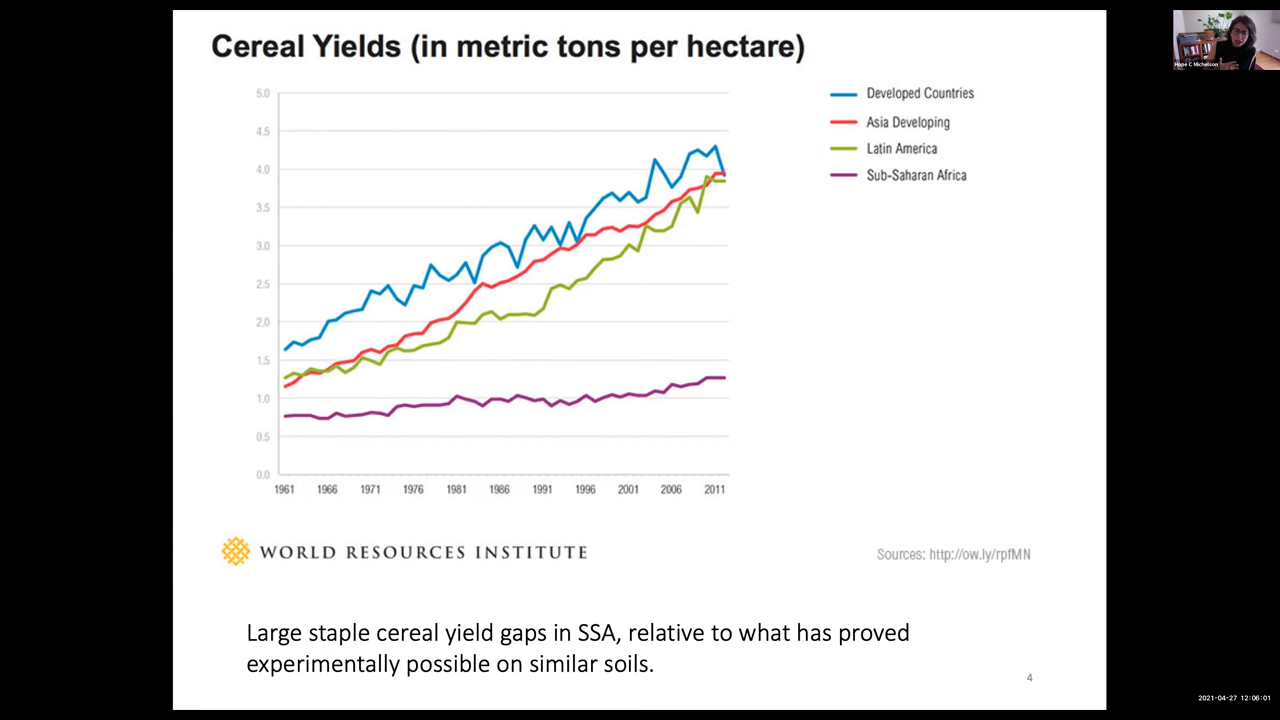 Cereal Yields (in metric tons per hectare)
5.0
4.5
4.0
3.5
3.0
2.5
2.0
1.5
1.0
0.5
0.0
1961 1966 1971 1976 1981 1986 1991 1996 2001 2006 2011
Developed Countries
Asia Developing
Latin America
Sub-Saharan Africa
WORLD RESOURCES INSTITUTE
Sources: http://ow.ly/rpfMN
Large staple cereal yield gaps in SSA, relative to what has proved
experimentally possible on similar soils.
4
Hope C Michelson
2021-04-27 12:06:01